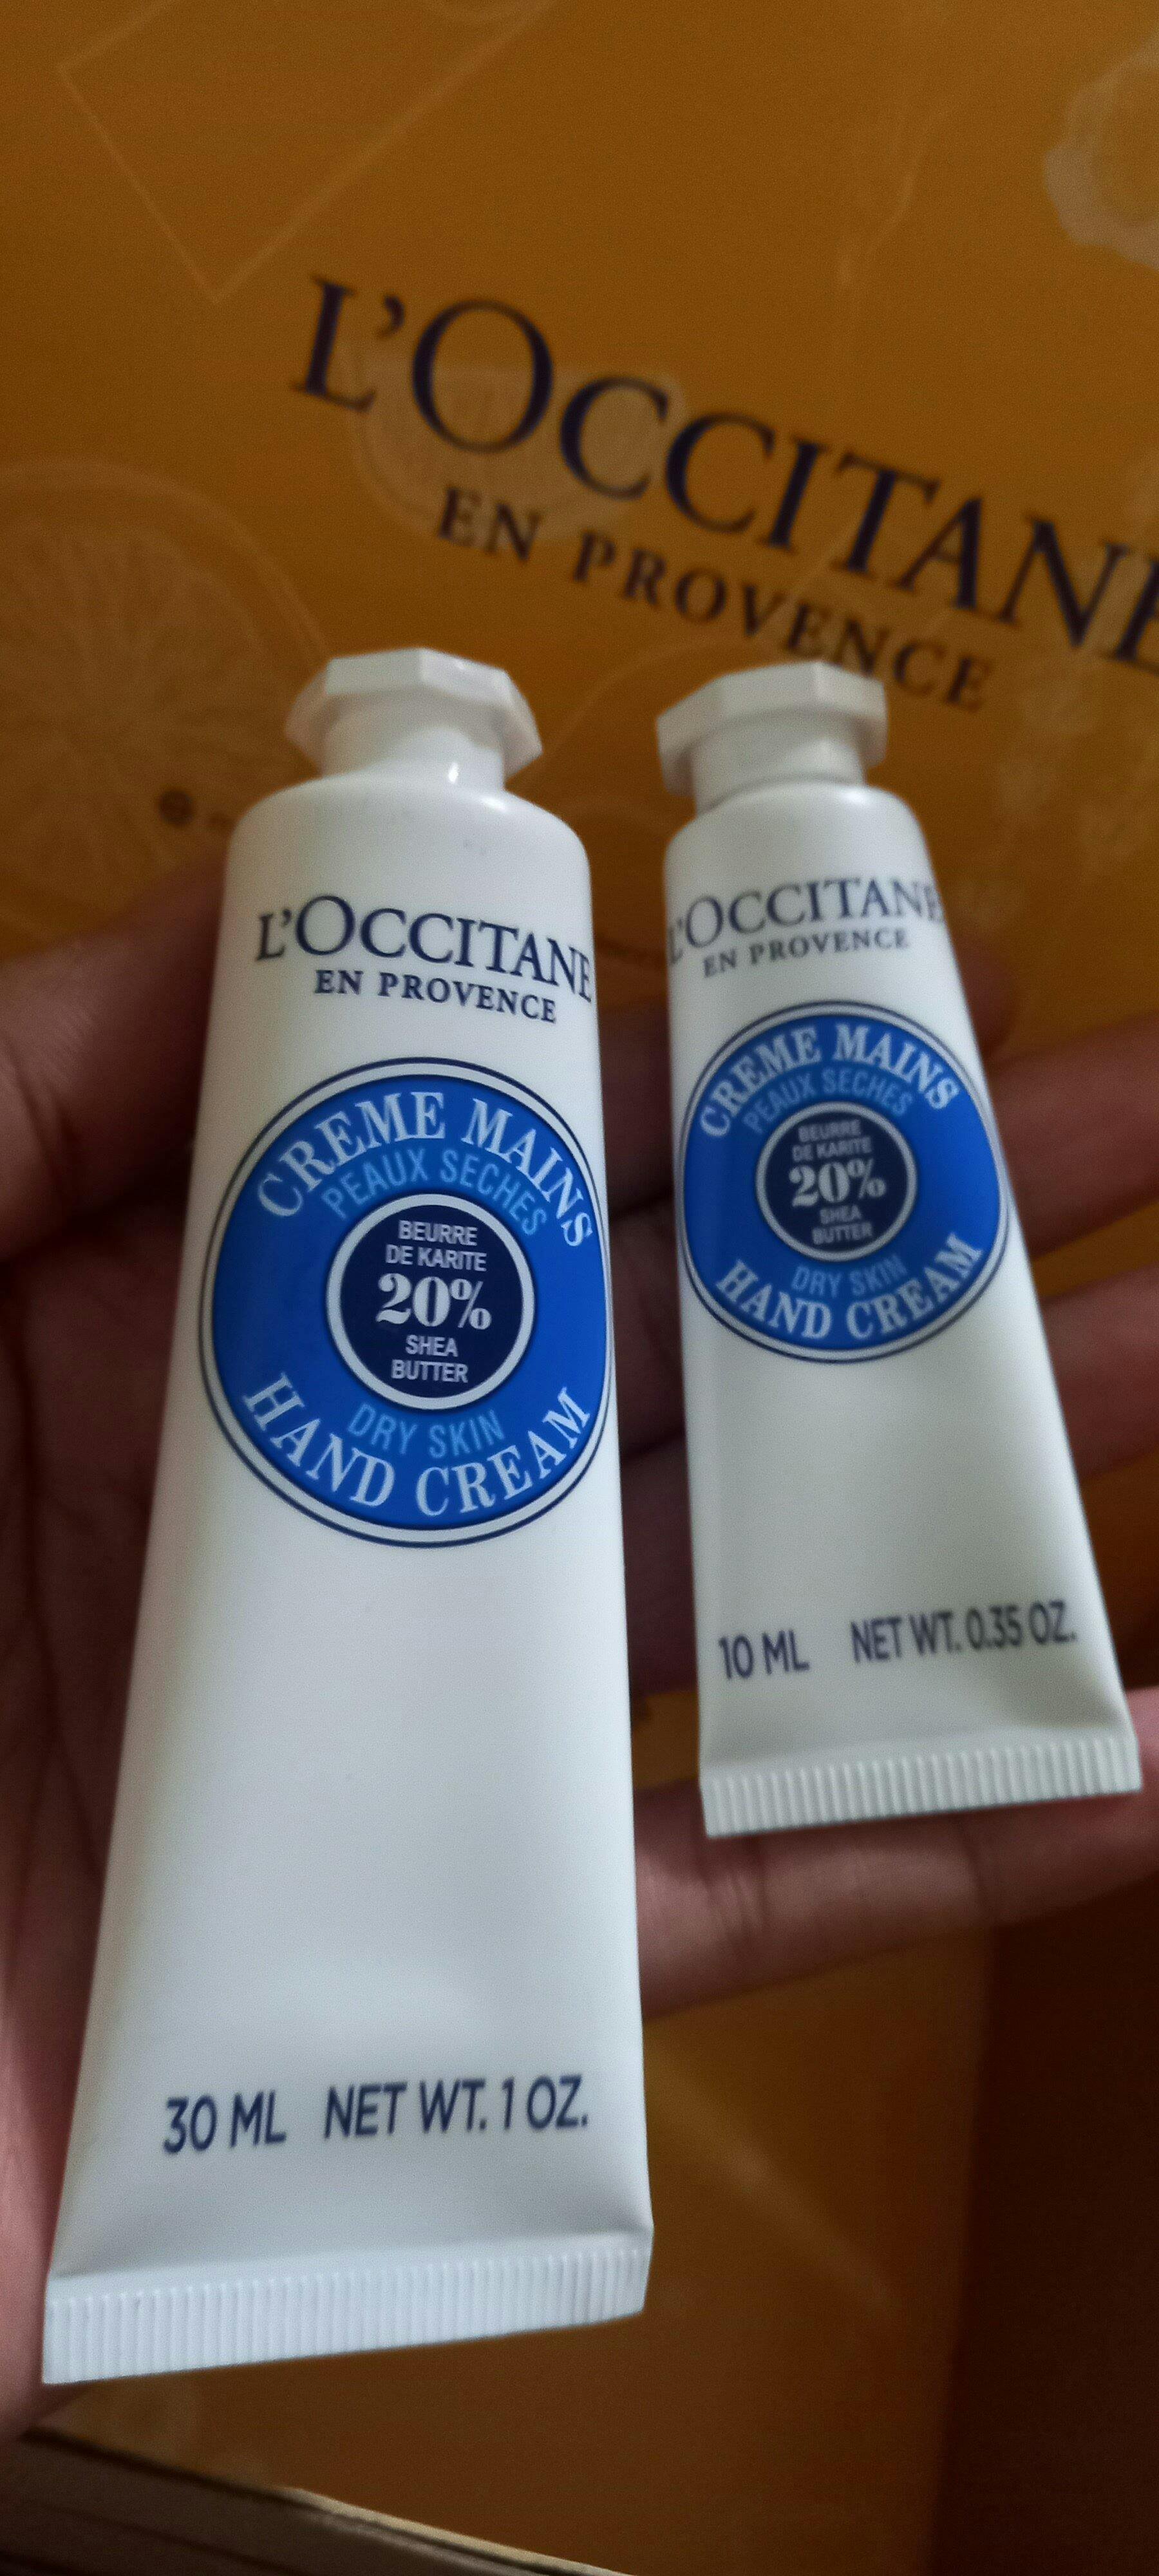 L'OCCITANE
EN PROVENCE
L'OCCITANE
EN PROVENCE
CREME MAINS
PEAUX SECHES
BEURRE
DE KARITE
20%
SHEA
BUTTER
DRY SKIN
HAND CREAM
30 ML NET WT. 1 OZ.
L'OCCITANE
EN PROVENCE
CREME MAINS
PEAUX SECHES
BEURRE
DE KARITE
20%
SHEA
BUTTER
DRY SKIN
HAND CREAM
10 ML NET WT. 0.35 OZ.